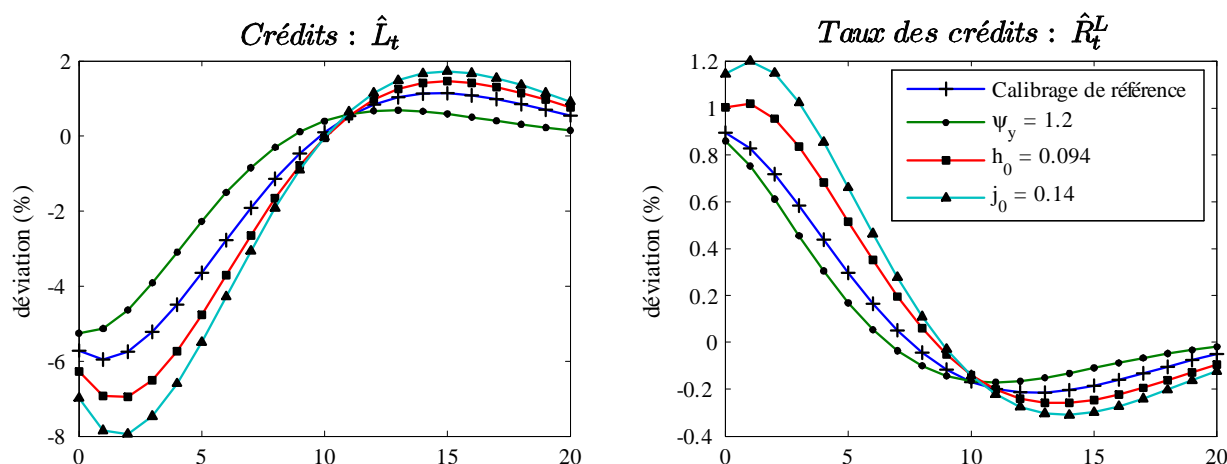 Crédits : L̂_t
2
0
-2
-4
-6
-8
déviation (%)
0 5 10 15 20
Taux des crédits : R̂_t^L
1.2
1
0.8
0.6
0.4
0.2
0
-0.2
-0.4
déviation (%)
0 5 10 15 20
Calibrage de référence
ψ_y = 1.2
h_0 = 0.094
j_0 = 0.14